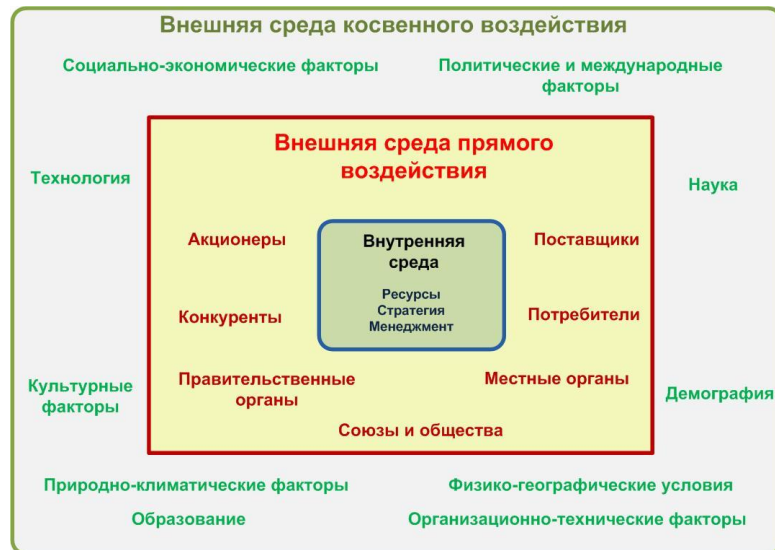 Внешняя среда косвенного воздействия
Социально-экономические факторы
Политические и международные
факторы
Внешняя среда прямого
воздействия
Технология
Наука
Акционеры
Внутренняя
среда
Поставщики
Ресурсы
Стратегия
Менеджмент
Конкуренты
Потребители
Правительственные
органы
Местные органы
Культурные
факторы
Демография
Союзы и общества
Природно-климатические факторы
Физико-географические условия
Образование
Организационно-технические факторы